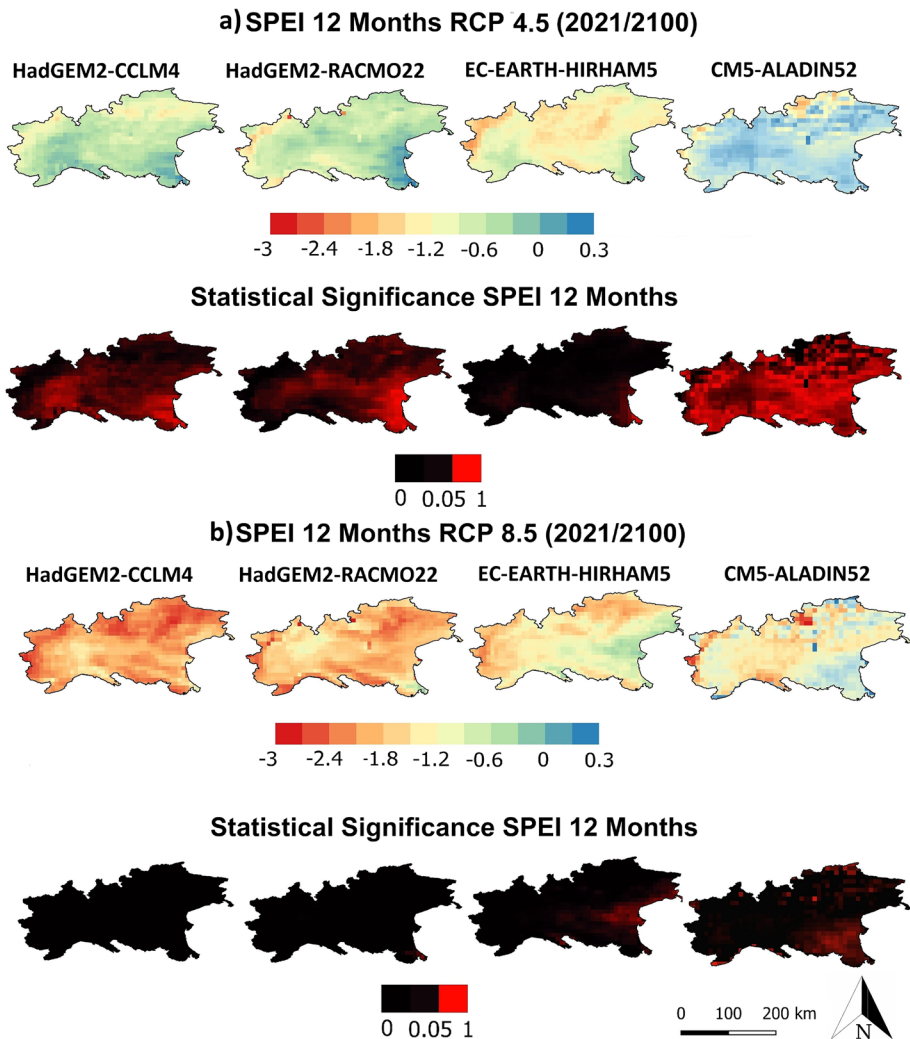 a) SPEI 12 Months RCP 4.5 (2021/2100)
HadGEM2-CCLM4 HadGEM2-RACMO22 EC-EARTH-HIRHAM5 CM5-ALADIN52
-3 -2.4 -1.8 -1.2 -0.6 0 0.3
Statistical Significance SPEI 12 Months
0 0.05 1
b) SPEI 12 Months RCP 8.5 (2021/2100)
HadGEM2-CCLM4 HadGEM2-RACMO22 EC-EARTH-HIRHAM5 CM5-ALADIN52
-3 -2.4 -1.8 -1.2 -0.6 0 0.3
Statistical Significance SPEI 12 Months
0 0.05 1
0 100 200 km
N